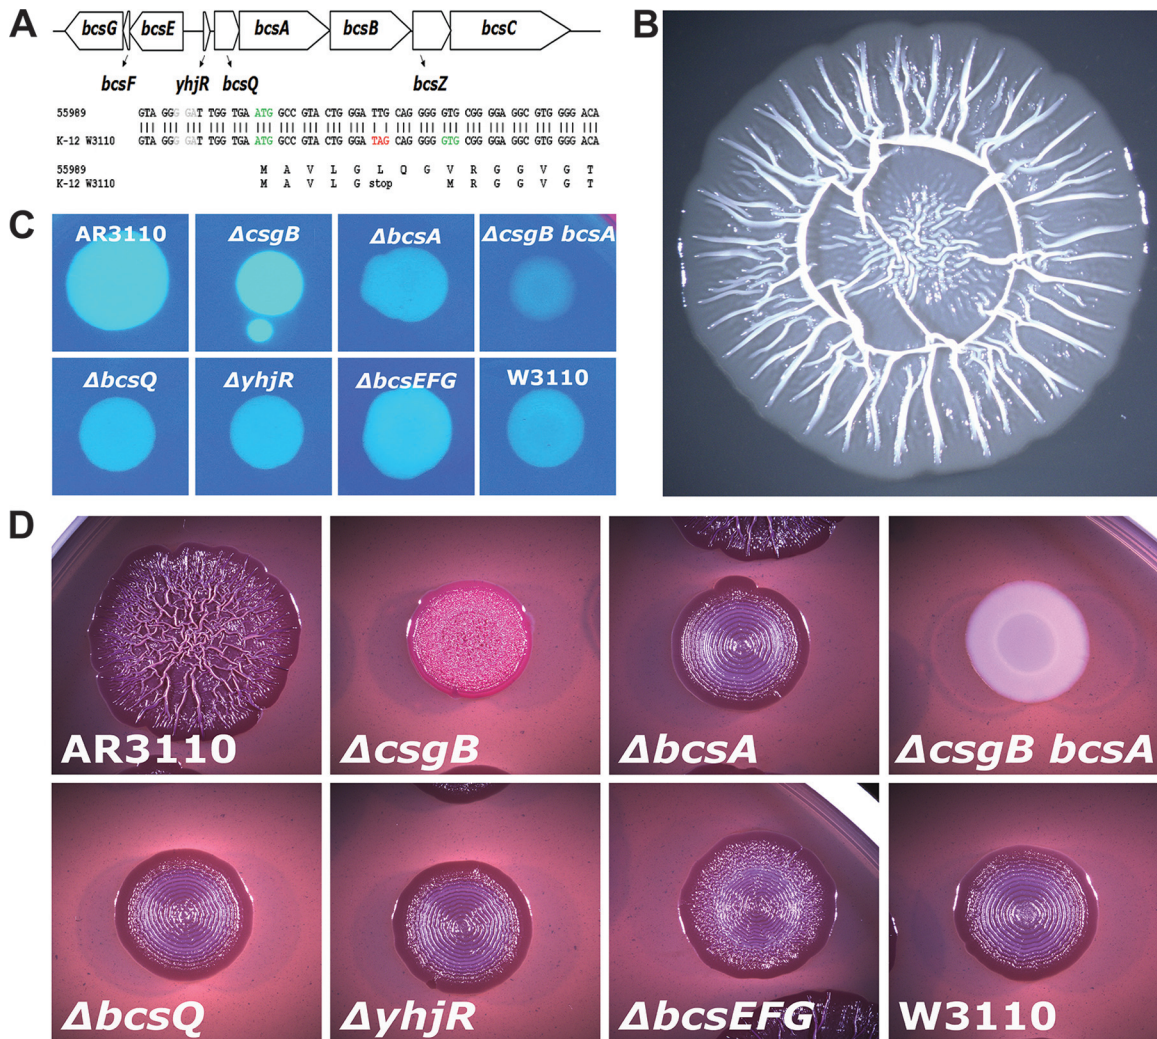 A
bcsG bcsE bcsA bcsB bcsC
bcsF yhjR bcsQ bcsZ
55989 GTA GGG GGA T TGG TGA ATG GCC GTA CTG GGA TTG CAG GGG GTG CGG GGA GGC GTG GGG ACA
K-12 W3110 GTA GGG GGA T TGG TGA ATG GCC GTA CTG GGA TAG CAG GGG GTG CGG GGA GGC GTG GGG ACA
55989 M A V L G L Q G V R G G V G T
K-12 W3110 M A V L G stop M R G G V G T
B
C
AR3110 ΔcsgB ΔbcsA ΔcsgB bcsA
ΔbcsQ ΔyhjR ΔbcsEFG W3110
D
AR3110 ΔcsgB ΔbcsA ΔcsgB bcsA
ΔbcsQ ΔyhjR ΔbcsEFG W3110